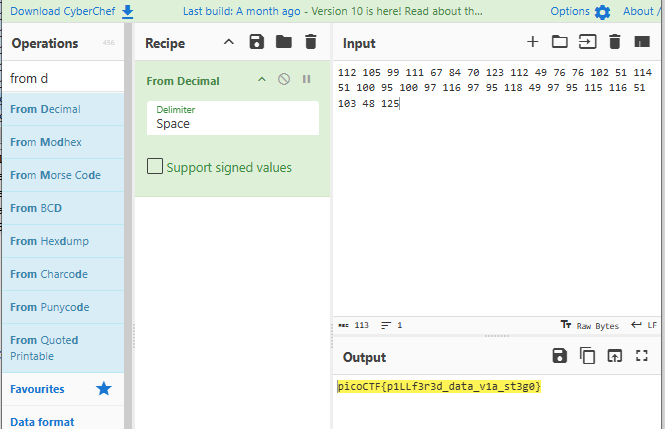 Download CyberChef
Last build: A month ago - Version 10 is here! Read about th...
Options
About /
Operations
436
Recipe
Input
from d
From Decimal
From Modhex
From Morse Code
From BCD
From Hexdump
From Charcode
From Punycode
From Quoted
Printable
Favourites
Data format
From Decimal
Delimiter
Space
Support signed values
112 105 99 111 67 84 70 123 112 49 76 76 102 51 114
51 100 95 100 97 116 97 95 118 49 97 95 115 116 51
103 48 125
REC 113
1
Tт Raw Bytes
LF
Output
picoCTF{p1LLf3r3d_data_v1a_st3g0}